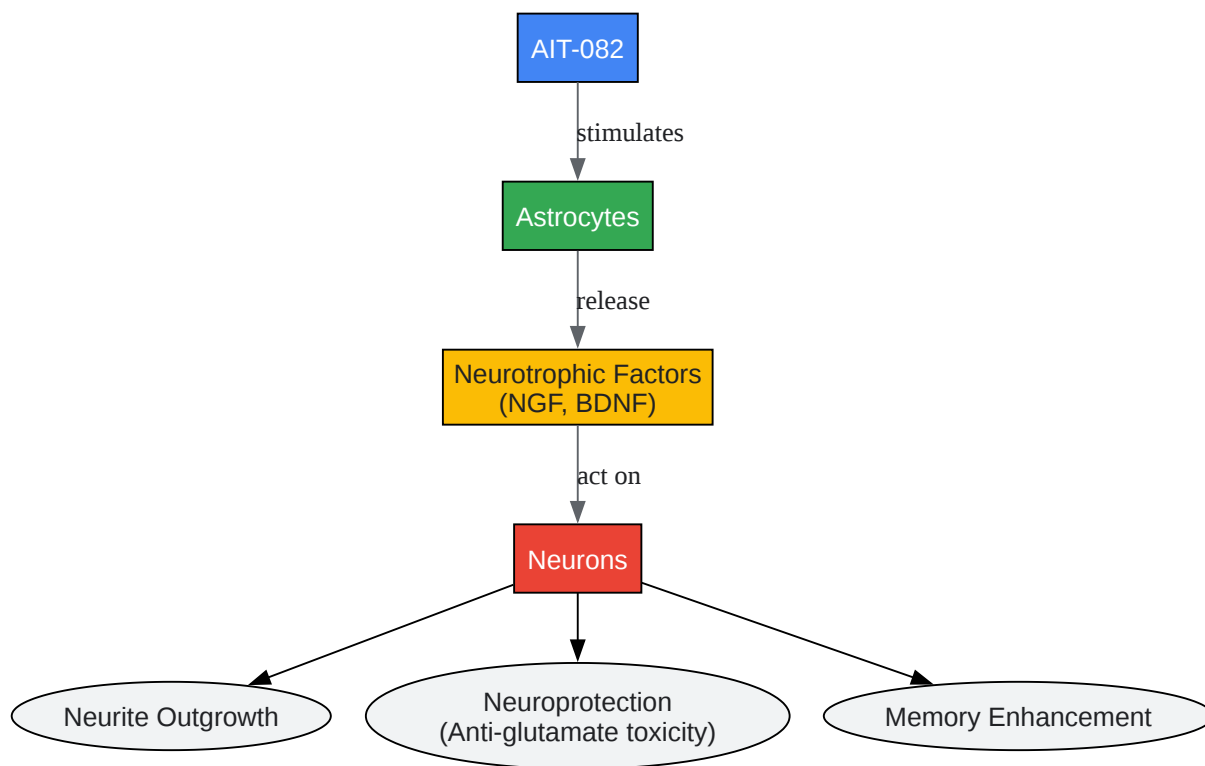 AIT-082
stimulates
Astrocytes
release
Neurotrophic Factors
(NGF, BDNF)
act on
Neurons
Neurite Outgrowth
Neuroprotection
(Anti-glutamate toxicity)
Memory Enhancement